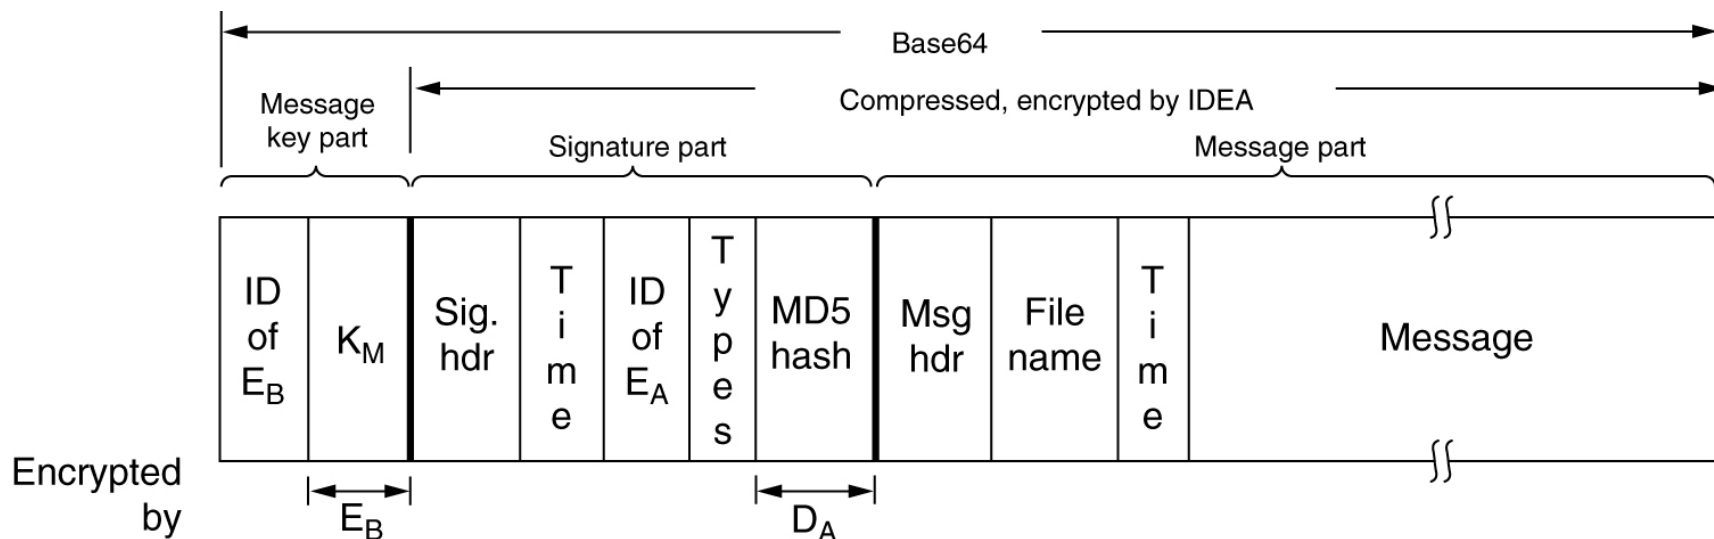 Base64
Compressed, encrypted by IDEA
Message
key part
Signature part
Message part
ID
of
E_B
K_M
Sig.
hdr
T
i
m
e
ID
of
E_A
T
y
p
e
s
MD5
hash
Msg
hdr
File
name
T
i
m
e
Message
Encrypted
by
E_B
D_A